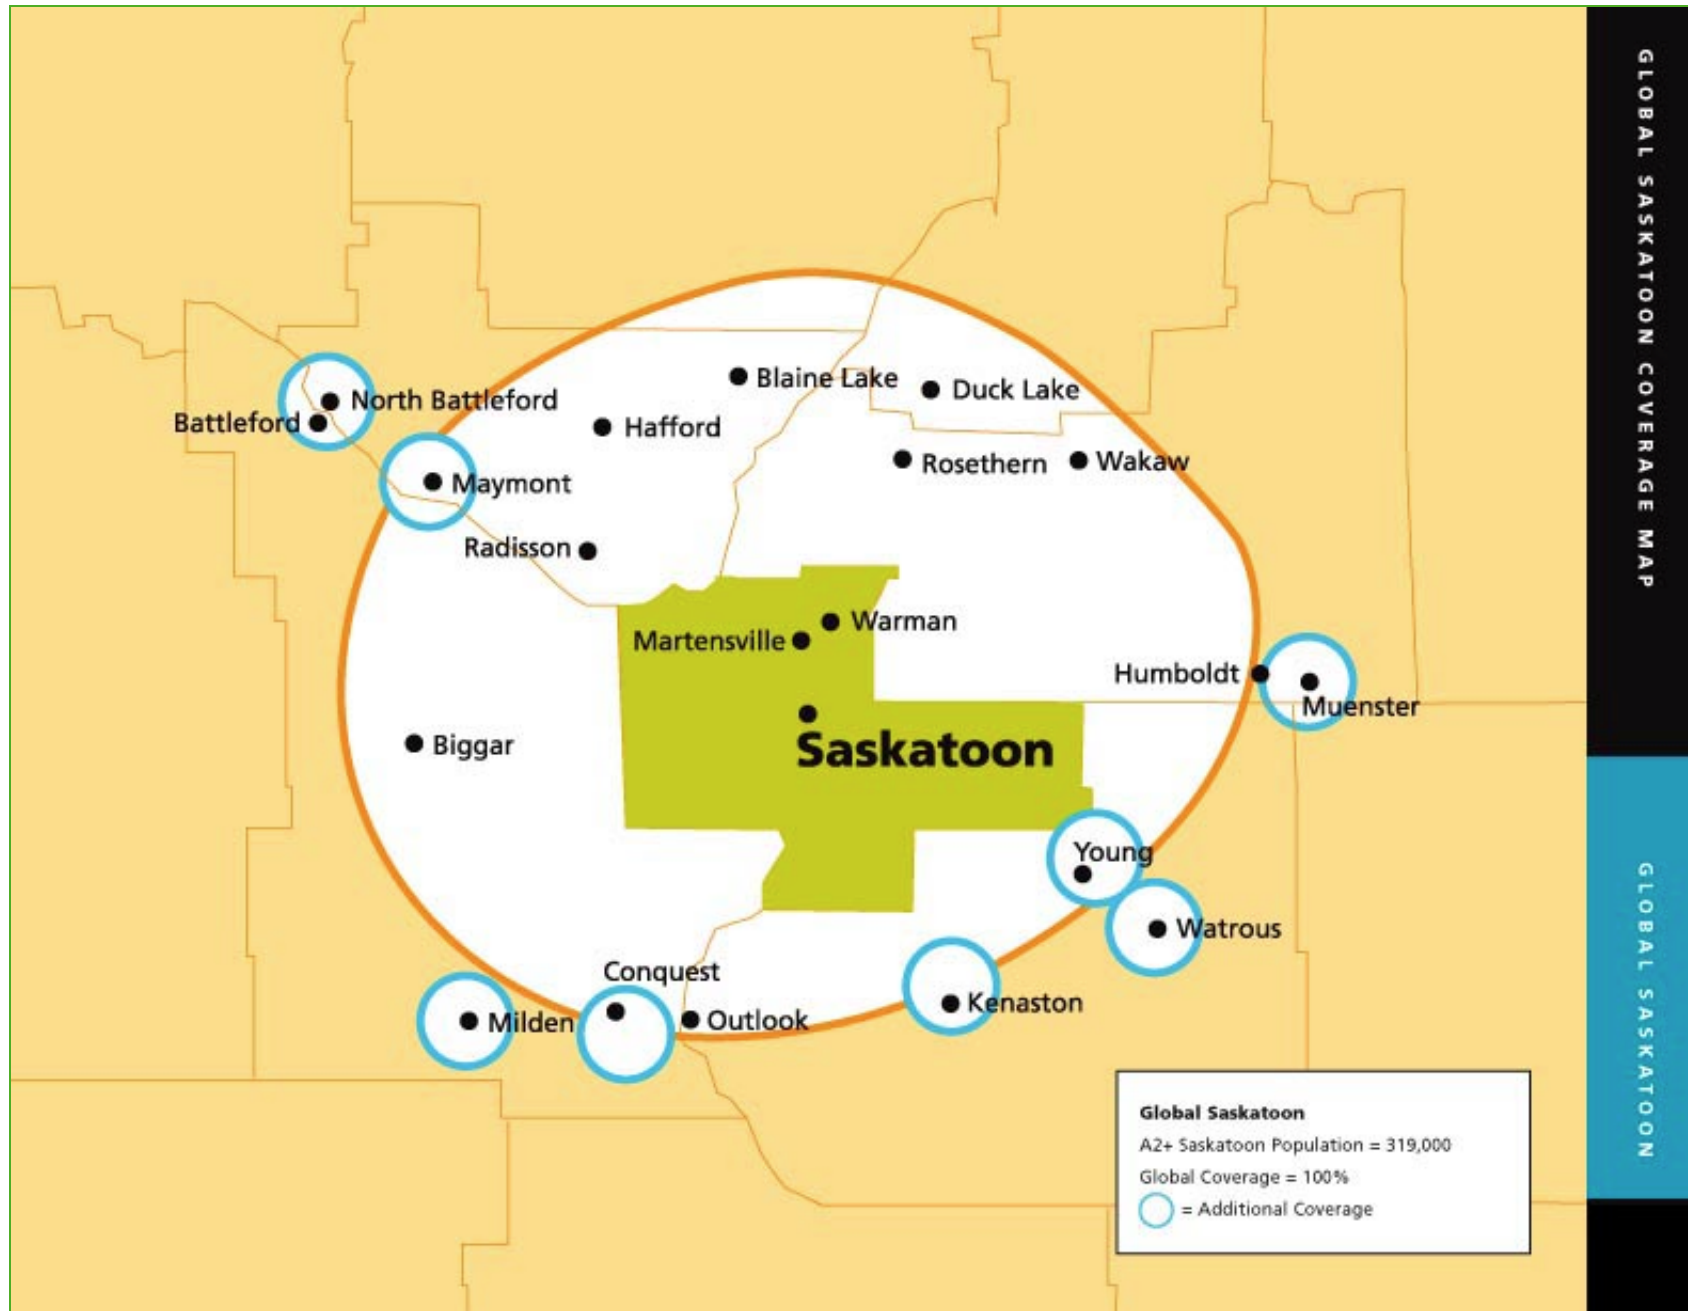 Blaine Lake
Duck Lake
North Battleford
Battleford
Hafford
Rosethern
Wakaw
Maymont
Radisson
Warman
Martensville
Humboldt
Muenster
Saskatoon
Biggar
Young
Watrous
Conquest
Kenaston
Milden
Outlook
Global Saskatoon
A2+ Saskatoon Population = 319,000
Global Coverage = 100%
= Additional Coverage
GLOBAL SASKATOON COVERAGE MAP
GLOBAL SASKATOON